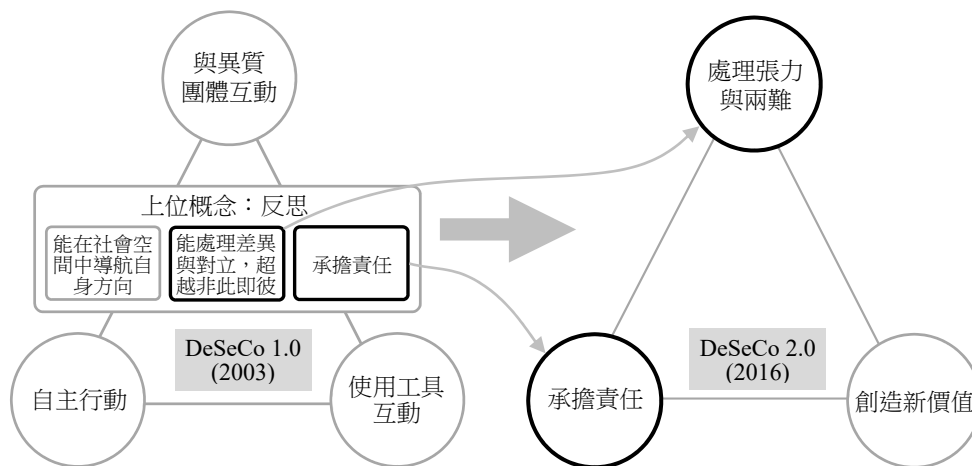 與異質
團體互動
上位概念：反思
能在社會空
間中導航自
身方向
能處理差異
與對立，超
越非此即彼
承擔責任
自主行動
DeSeCo 1.0
(2003)
使用工具
互動
處理張力
與兩難
承擔責任
DeSeCo 2.0
(2016)
創造新價值